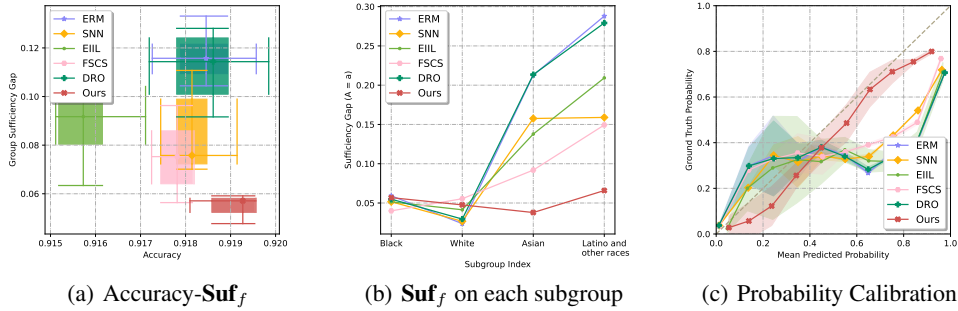 ERM
SNN
EIIL
FSCS
DRO
Ours
0.12
0.10
0.08
0.06
Group Sufficiency Gap
0.915 0.916 0.917 0.918 0.919 0.920
Accuracy
(a) Accuracy-Suf_f
ERM
SNN
EIIL
FSCS
DRO
Ours
0.30
0.25
0.20
0.15
0.10
0.05
Sufficiency Gap (A = a)
Black White Asian Latino and
other races
Subgroup Index
(b) Suf_f on each subgroup
1.0
0.8
0.6
0.4
0.2
0.0
Ground Truth Probability
ERM
SNN
EIIL
FSCS
DRO
Ours
0.0 0.2 0.4 0.6 0.8 1.0
Mean Predicted Probability
(c) Probability Calibration